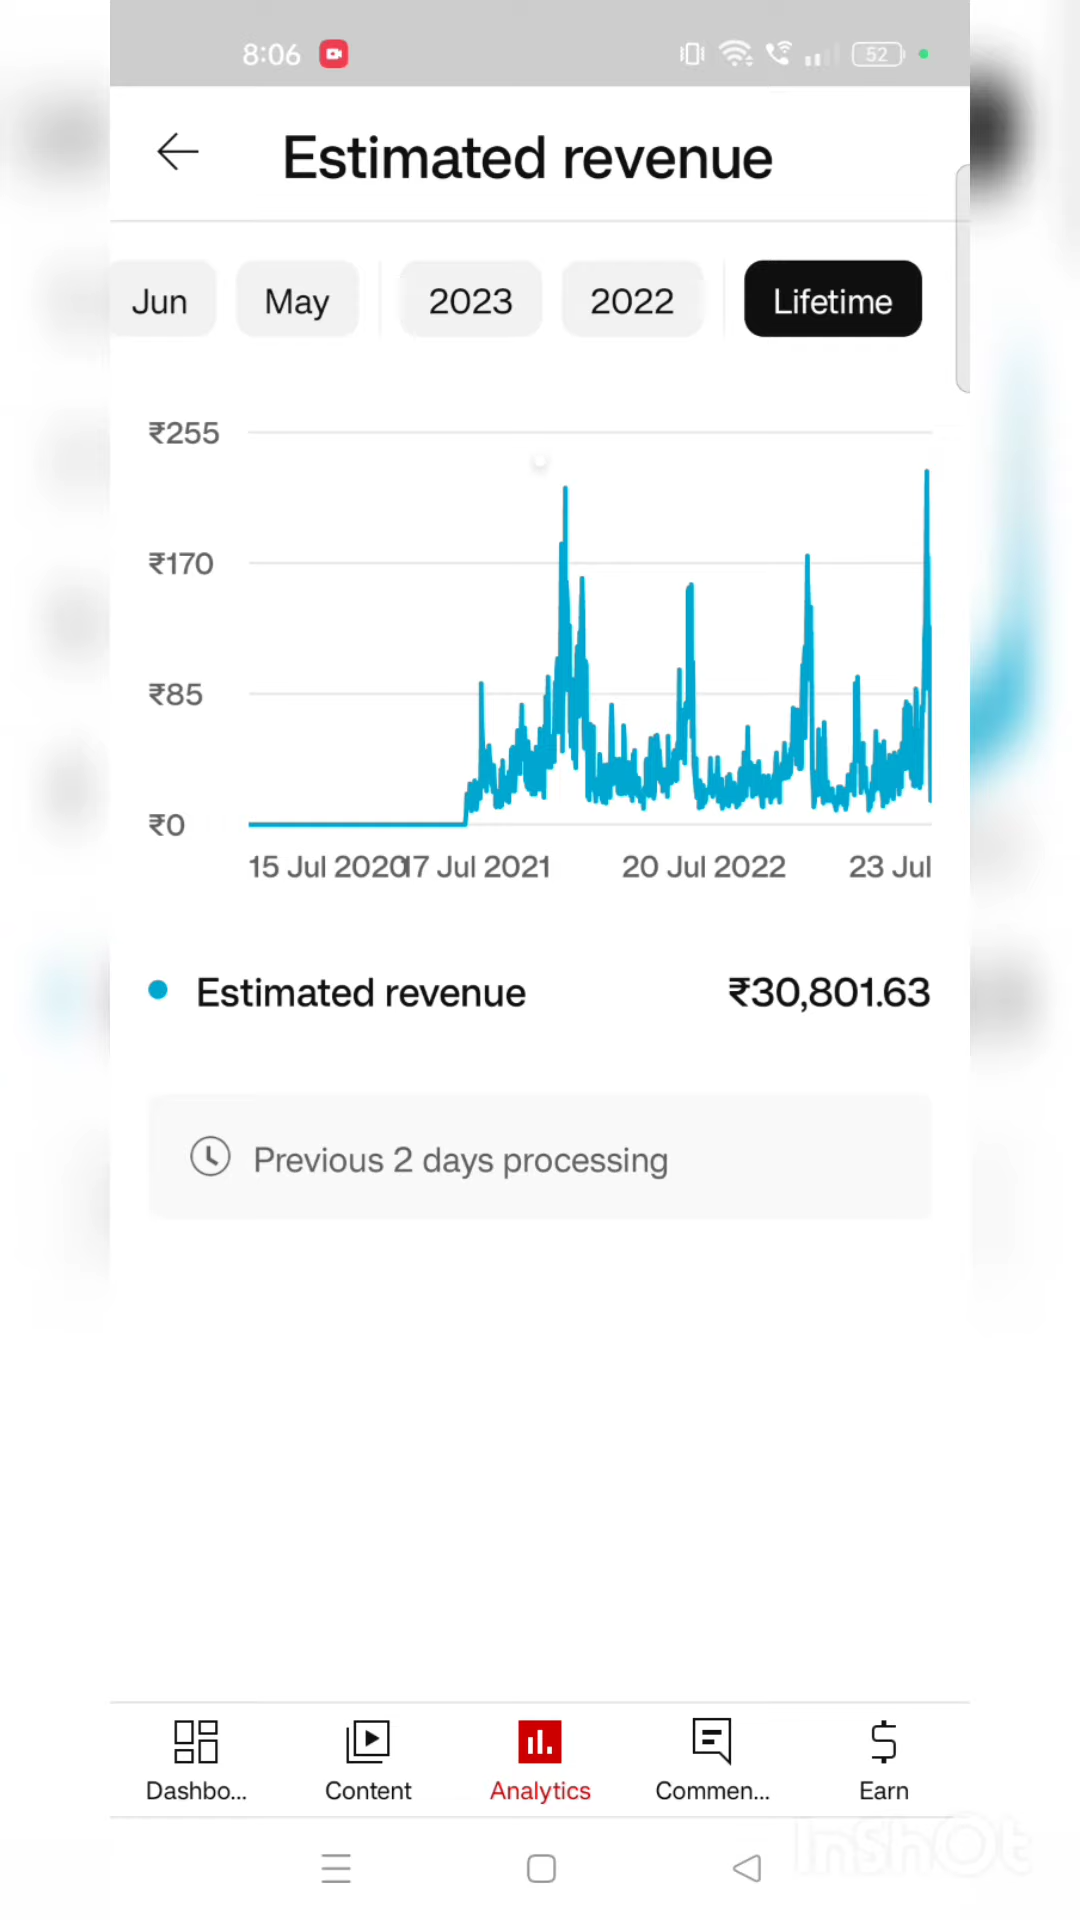 8:06
52
Estimated revenue
Jun May 2023 2022 Lifetime
₹255
₹170
₹85
₹0
15 Jul 2020 17 Jul 2021 20 Jul 2022 23 Jul
Estimated revenue ₹30,801.63
Previous 2 days processing
Dashbo... Content Analytics Commen... Earn
InShOt